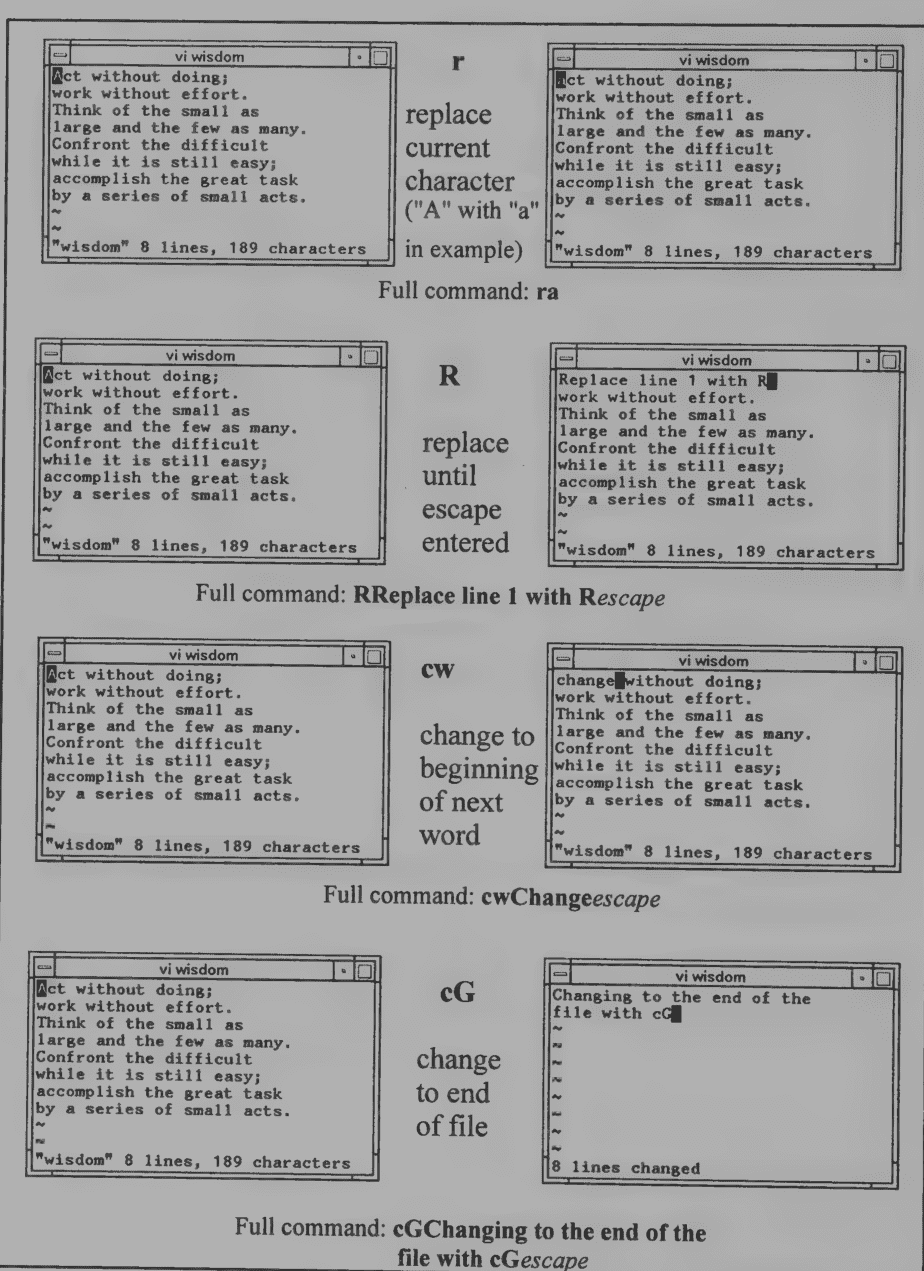 vi wisdom
Act without doing;
work without effort.
Think of the small as
large and the few as many.
Confront the difficult
while it is still easy;
accomplish the great task
by a series of small acts.
~
~
"wisdom" 8 lines, 189 characters
r
replace
current
character
("A" with "a"
in example)
vi wisdom
act without doing;
work without effort.
Think of the small as
large and the few as many.
Confront the difficult
while it is still easy;
accomplish the great task
by a series of small acts.
~
~
"wisdom" 8 lines, 189 characters
Full command: ra
vi wisdom
Act without doing;
work without effort.
Think of the small as
large and the few as many.
Confront the difficult
while it is still easy;
accomplish the great task
by a series of small acts.
~
~
"wisdom" 8 lines, 189 characters
R
replace
until
escape
entered
vi wisdom
Replace line 1 with R
work without effort.
Think of the small as
large and the few as many.
Confront the difficult
while it is still easy;
accomplish the great task
by a series of small acts.
~
~
"wisdom" 8 lines, 189 characters
Full command: RReplace line 1 with Rescape
vi wisdom
Act without doing;
work without effort.
Think of the small as
large and the few as many.
Confront the difficult
while it is still easy;
accomplish the great task
by a series of small acts.
~
~
"wisdom" 8 lines, 189 characters
cw
change to
beginning
of next
word
vi wisdom
change without doing;
work without effort.
Think of the small as
large and the few as many.
Confront the difficult
while it is still easy;
accomplish the great task
by a series of small acts.
~
~
"wisdom" 8 lines, 189 characters
Full command: cwChangeescape
vi wisdom
Act without doing;
work without effort.
Think of the small as
large and the few as many.
Confront the difficult
while it is still easy;
accomplish the great task
by a series of small acts.
~
~
"wisdom" 8 lines, 189 characters
cG
change
to end
of file
vi wisdom
Changing to the end of the
file with cG
~
~
~
~
~
~
~
~
8 lines changed
Full command: cGChanging to the end of the
file with cGescape